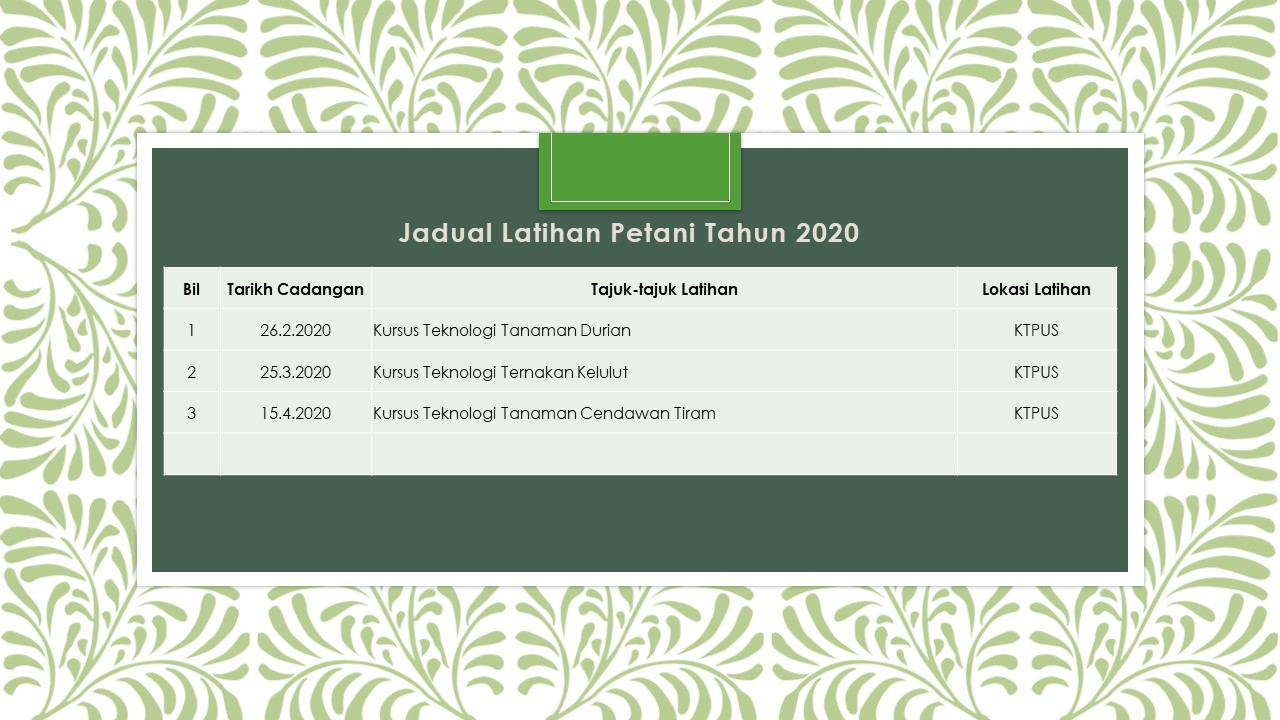 Jadual Latihan Petani Tahun 2020
Bil Tarikh Cadangan Tajuk-tajuk Latihan Lokasi Latihan
1 26.2.2020 Kursus Teknologi Tanaman Durian KTPUS
2 25.3.2020 Kursus Teknologi Ternakan Kelulut KTPUS
3 15.4.2020 Kursus Teknologi Tanaman Cendawan Tiram KTPUS